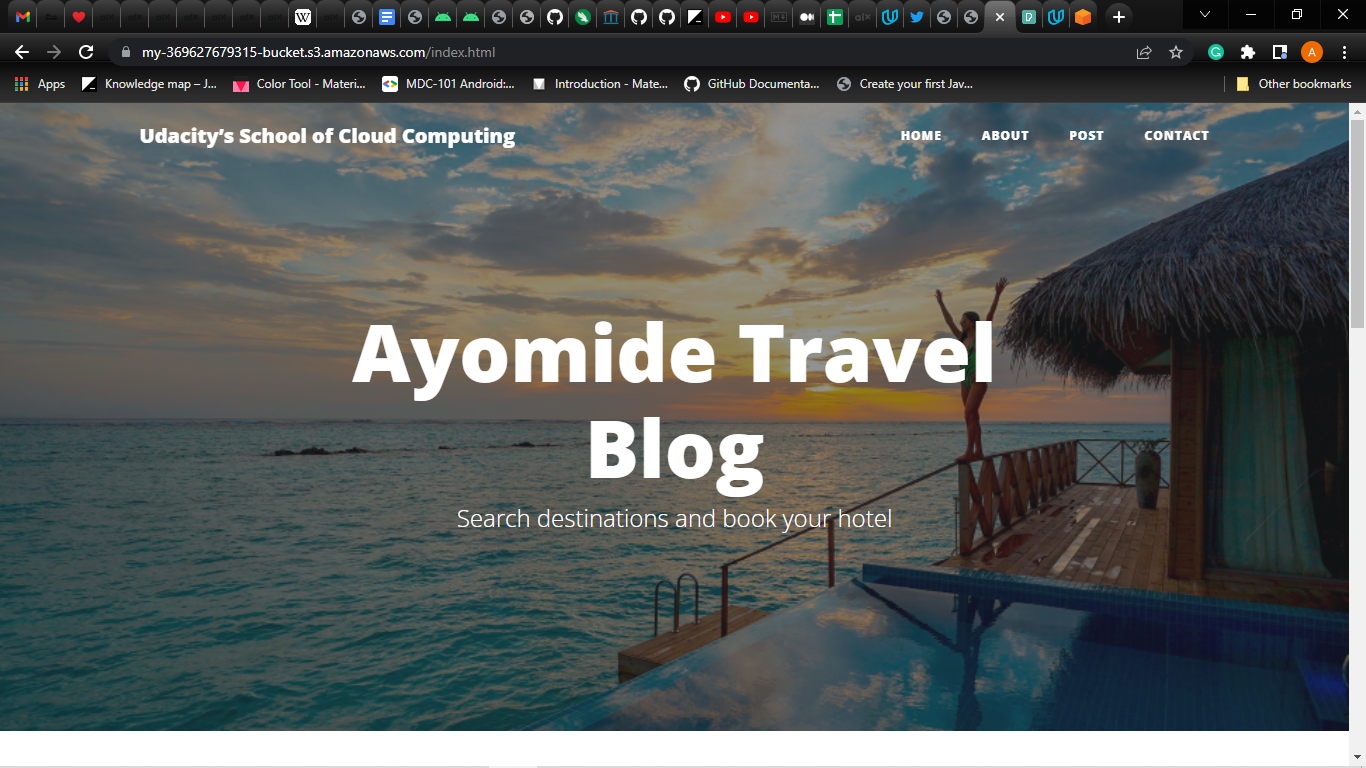 my-369627679315-bucket.s3.amazonaws.com/index.html
A
Apps
Knowledge map – J...
Color Tool - Materi...
MDC-101 Android:...
Introduction - Mate...
GitHub Documenta...
Create your first Jav...
Other bookmarks
Udacity’s School of Cloud Computing
HOME
ABOUT
POST
CONTACT
Ayomide Travel
Blog
Search destinations and book your hotel